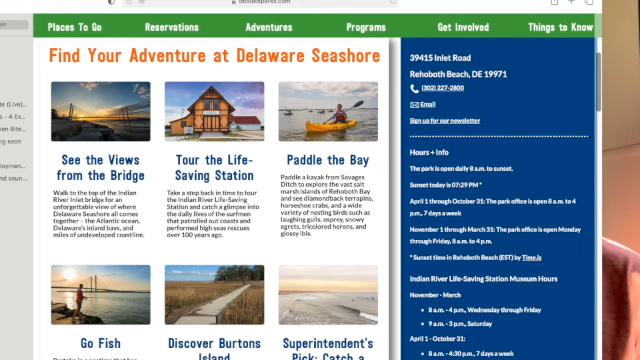 destateparks.com
Places To Go
Reservations
Adventures
Programs
Get Involved
Things to Know
Find Your Adventure at Delaware Seashore
See the Views
from the Bridge
Walk to the top of the Indian
River Inlet bridge for an
unforgettable view of where
Delaware Seashore all comes
together - the Atlantic ocean,
Delaware's inland bays, and
miles of undeveloped coastline.
Tour the Life-
Saving Station
Take a step back in time to tour
the Indian River Life-Saving
Station and catch a glimpse into
the daily lives of the surfmen
that patrolled out coasts and
performed high seas rescues
over 100 years ago.
Paddle the Bay
Paddle a kayak from Savages
Ditch to explore the vast salt
marsh islands of Rehoboth Bay
and see diamondback terrapins,
horseshoe crabs, and a wide
variety of nesting birds such as
laughing gulls, osprey, snowy
egrets, tricolored herons, and
glossy ibis.
Go Fish
Discover Burtons
Island
Superintendent's
Pick: Catch a
39415 Inlet Road
Rehoboth Beach, DE 19971
(302) 227-2800
Email
Sign up for our newsletter
Hours + Info
The park is open daily 8 a.m. to sunset.
Sunset today is 07:29 PM *
April 1 through October 31: The park office is open 8 a.m. to 4
p.m., 7 days a week
November 1 through March 31: The park office is open Monday
through Friday, 8 a.m. to 4 p.m.
* Sunset time in Rehoboth Beach (EST) by Time.is
Indian River Life-Saving Station Museum Hours
November - March
• 8 a.m. - 4 p.m., Wednesday through Friday
• 9 a.m. - 3 p.m., Saturday
April 1 - October 31:
• 8 a.m. - 4:30 p.m., 7 days a week